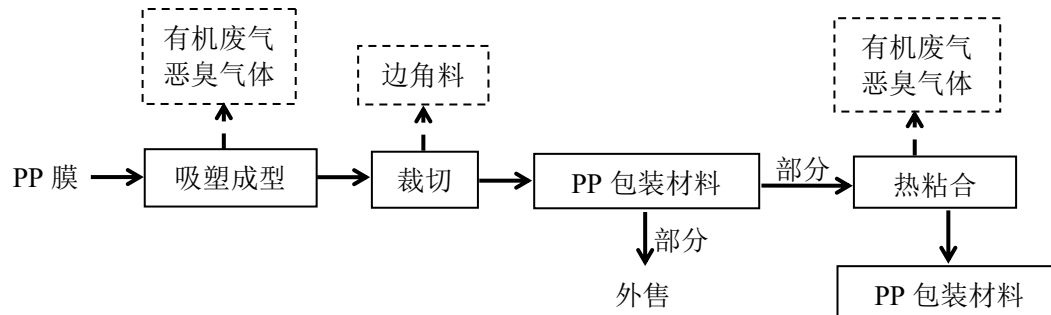 有机废气
恶臭气体
边角料
有机废气
恶臭气体
PP 膜
吸塑成型
裁切
PP 包装材料
部分
热粘合
部分
外售
PP 包装材料